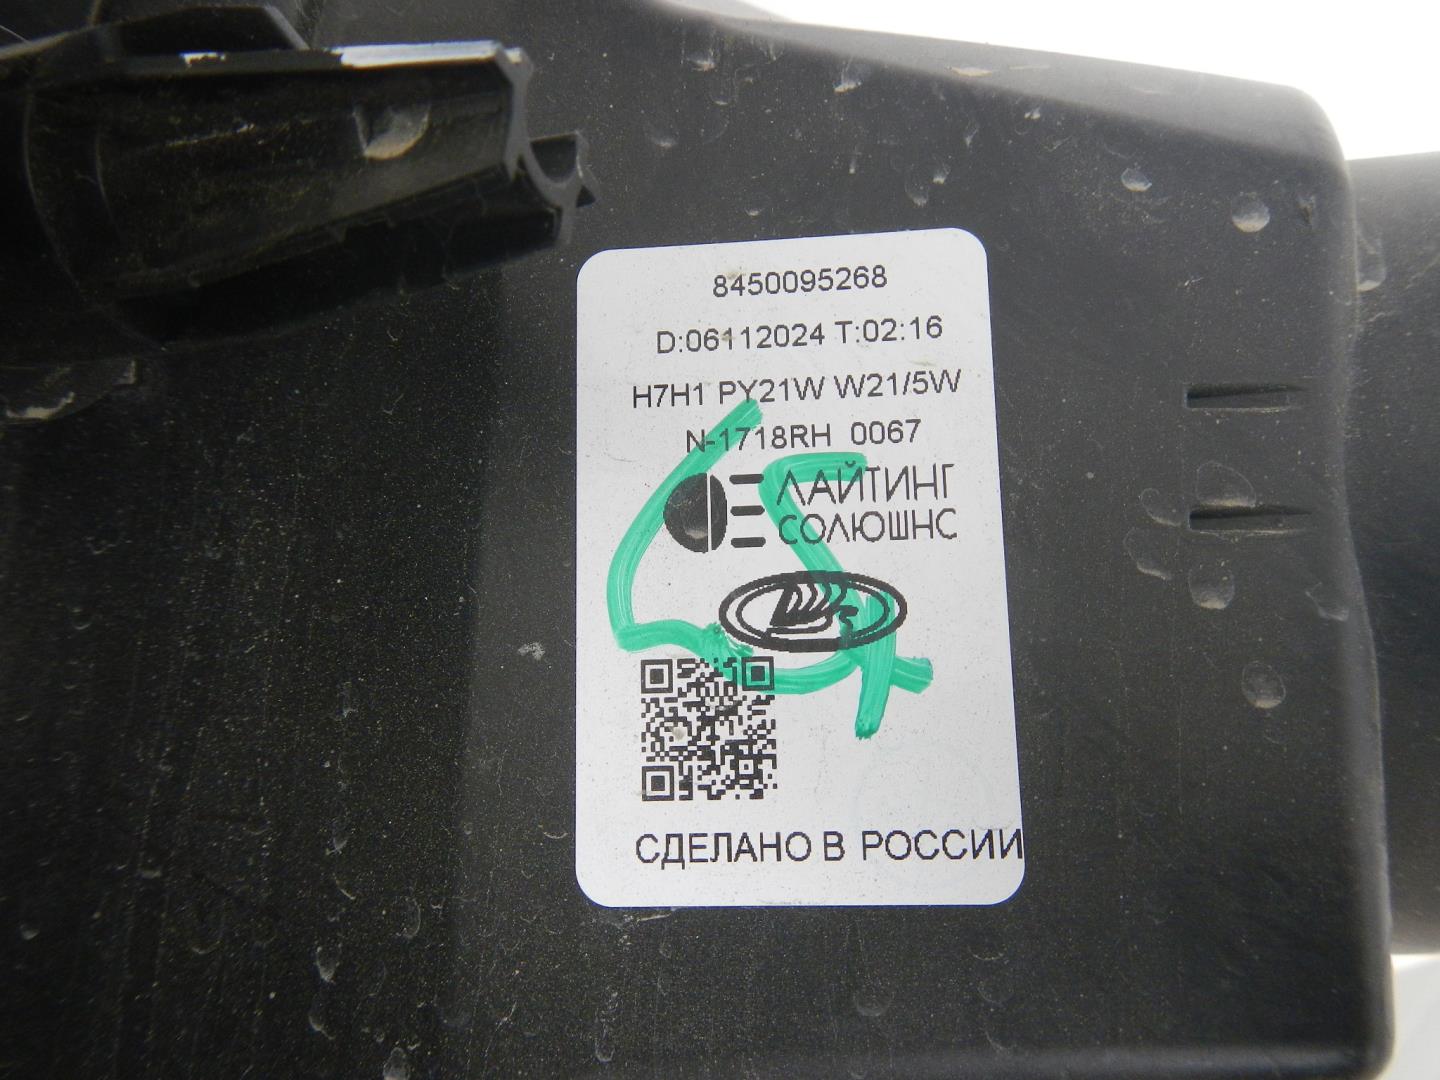 8450095268
D:06112024 T:02:16
H7H1 PY21W W21/5W
N-1718RH 0067
ЛАЙТИНГ
СОЛЮШНС
СДЕЛАНО В РОССИИ